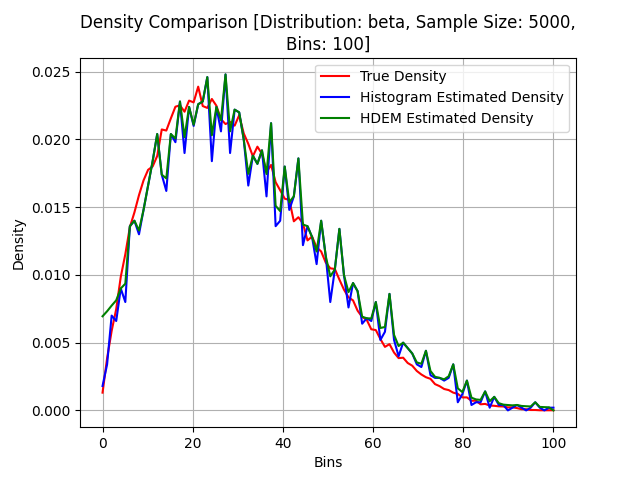 Density Comparison [Distribution: beta, Sample Size: 5000,
Bins: 100]
True Density
Histogram Estimated Density
HDEM Estimated Density
Density
0.025
0.020
0.015
0.010
0.005
0.000
0 20 40 60 80 100
Bins